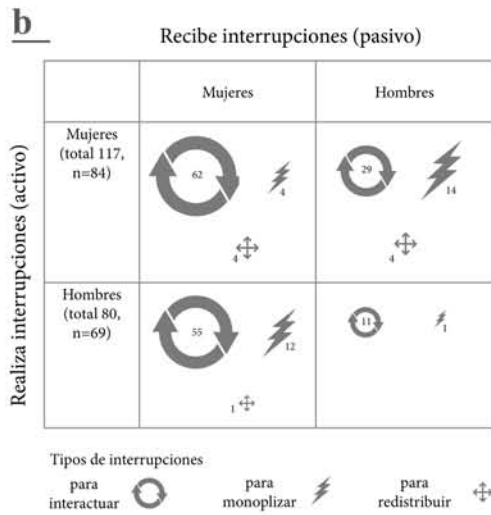 b
Recibe interrupciones (pasivo)
Mujeres
Hombres
Realiza interrupciones (activo)
Mujeres
(total 117,
n=84)
62
4
4
29
14
4
Hombres
(total 80,
n=69)
55
12
1
11
1
Tipos de interrupciones
para
interactuar
para
monoplizar
para
redistribuir